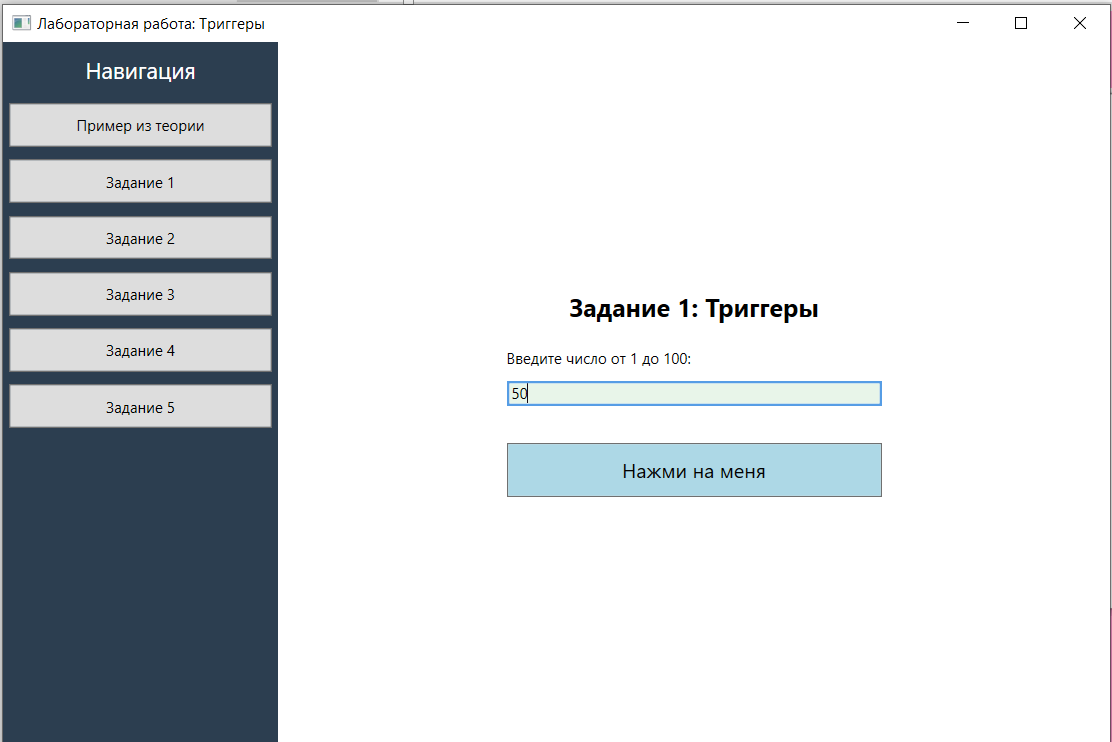 Лабораторная работа: Триггеры
Навигация
Пример из теории
Задание 1
Задание 2
Задание 3
Задание 4
Задание 5
Задание 1: Триггеры
Введите число от 1 до 100:
50
Нажми на меня